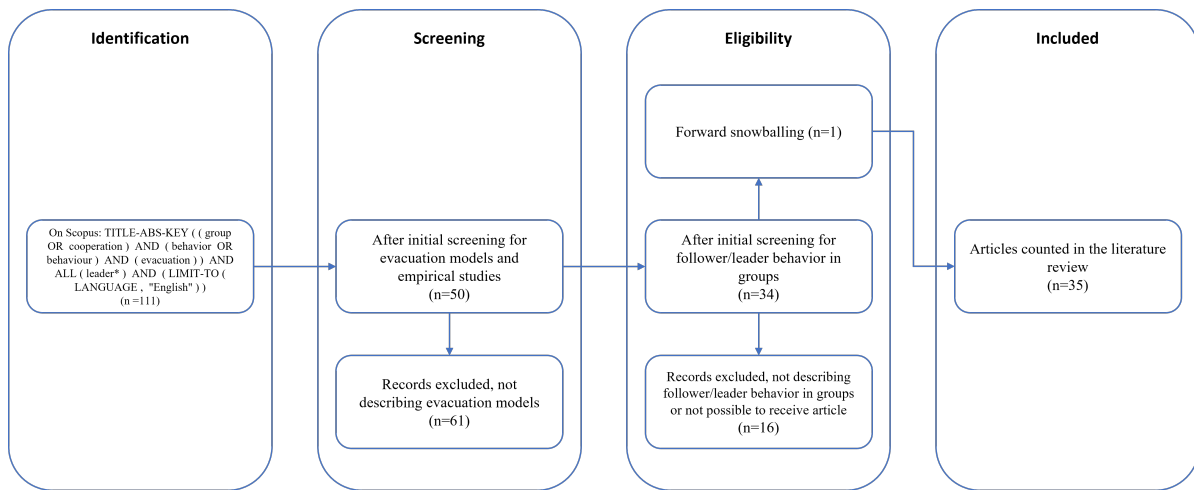 Identification
On Scopus: TITLE-ABS-KEY ( ( group
OR cooperation ) AND ( behavior OR
behaviour ) AND ( evacuation ) ) AND
ALL ( leader* ) AND ( LIMIT-TO (
LANGUAGE , "English" ) )
(n =111)
Screening
After initial screening for
evacuation models and
empirical studies
(n=50)
Records excluded, not
describing evacuation models
(n=61)
Eligibility
Forward snowballing (n=1)
After initial screening for
follower/leader behavior in
groups
(n=34)
Records excluded, not describing
follower/leader behavior in groups
or not possible to receive article
(n=16)
Included
Articles counted in the literature
review
(n=35)